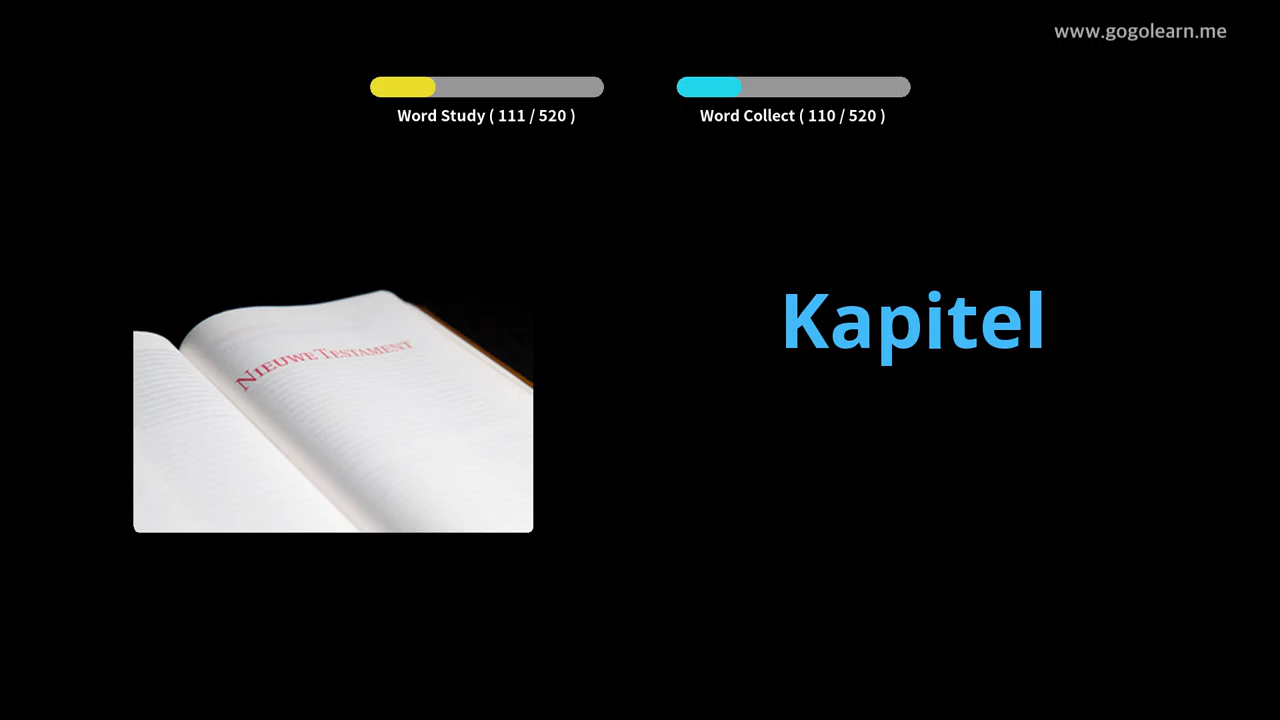 www.gogolearn.me
Word Study ( 111 / 520 )
Word Collect ( 110 / 520 )
NIEUWE TESTAMENT
Kapitel